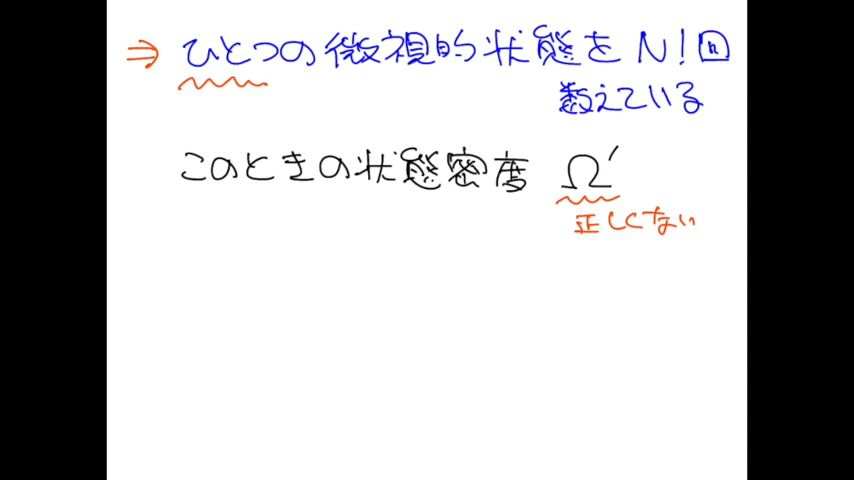 ⇒ ひとつの微視的状態を N!回
数えている
このときの状態密度 Ω′
正しくない